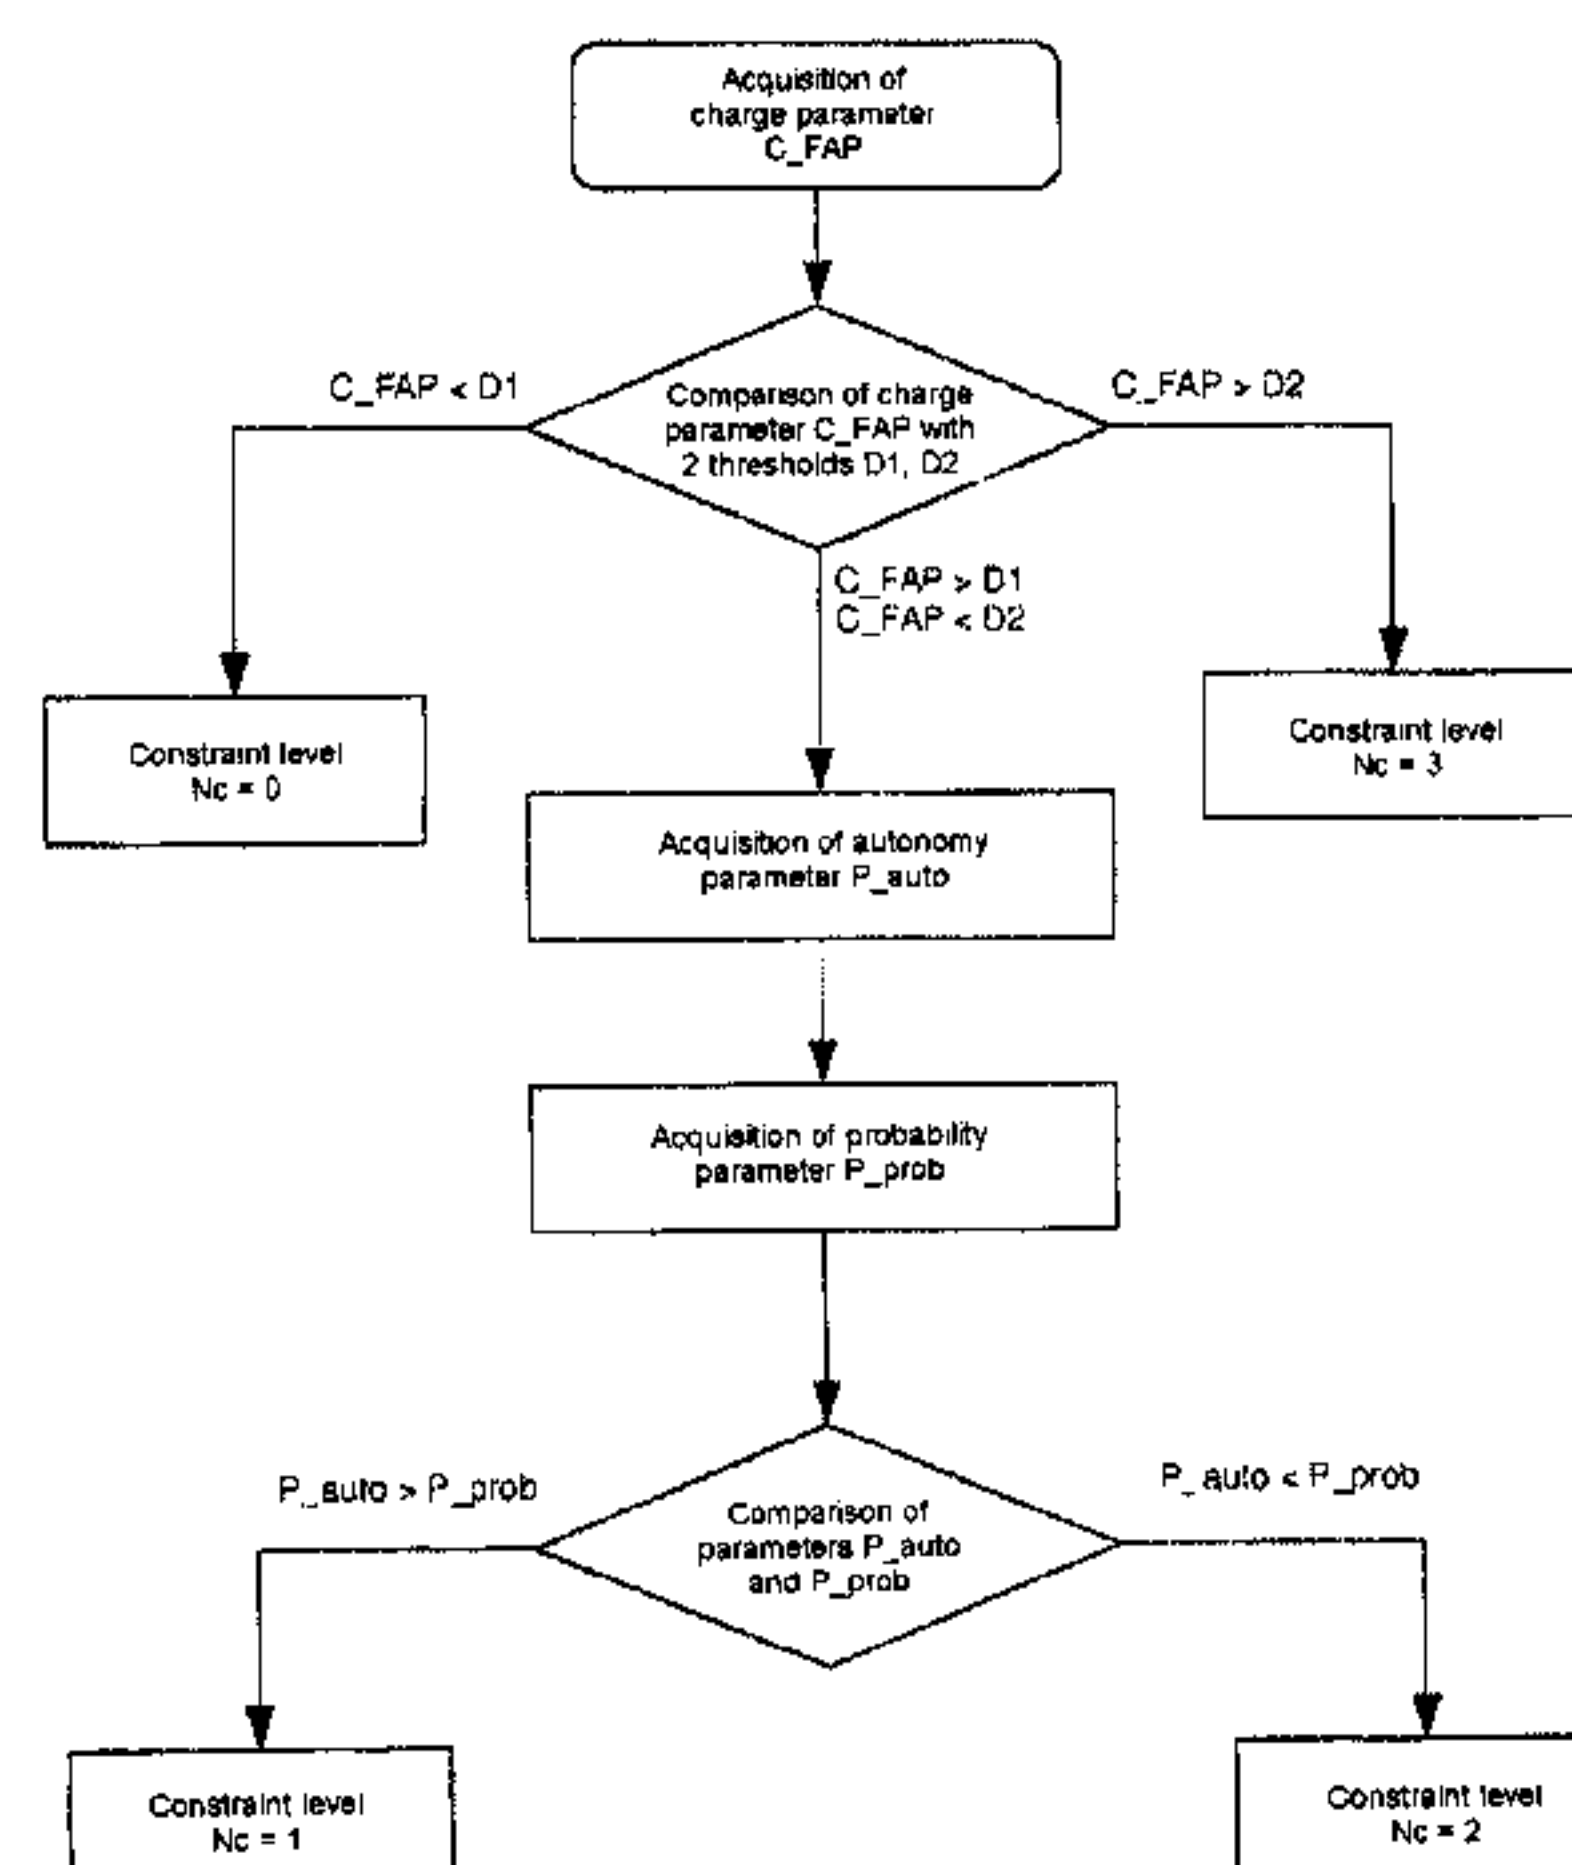 Acquisition of
charge parameter
C_FAP
C_FAP < D1
Comparison of charge
parameter C_FAP with
2 thresholds D1, D2
C_FAP > D2
C_FAP > D1
C_FAP < D2
Constraint level
Nc = 0
Constraint level
Nc = 3
Acquisition of autonomy
parameter P_auto
Acquisition of probability
parameter P_prob
P_auto > P_prob
Comparison of
parameters P_auto
and P_prob
P_auto < P_prob
Constraint level
Nc = 1
Constraint level
Nc = 2